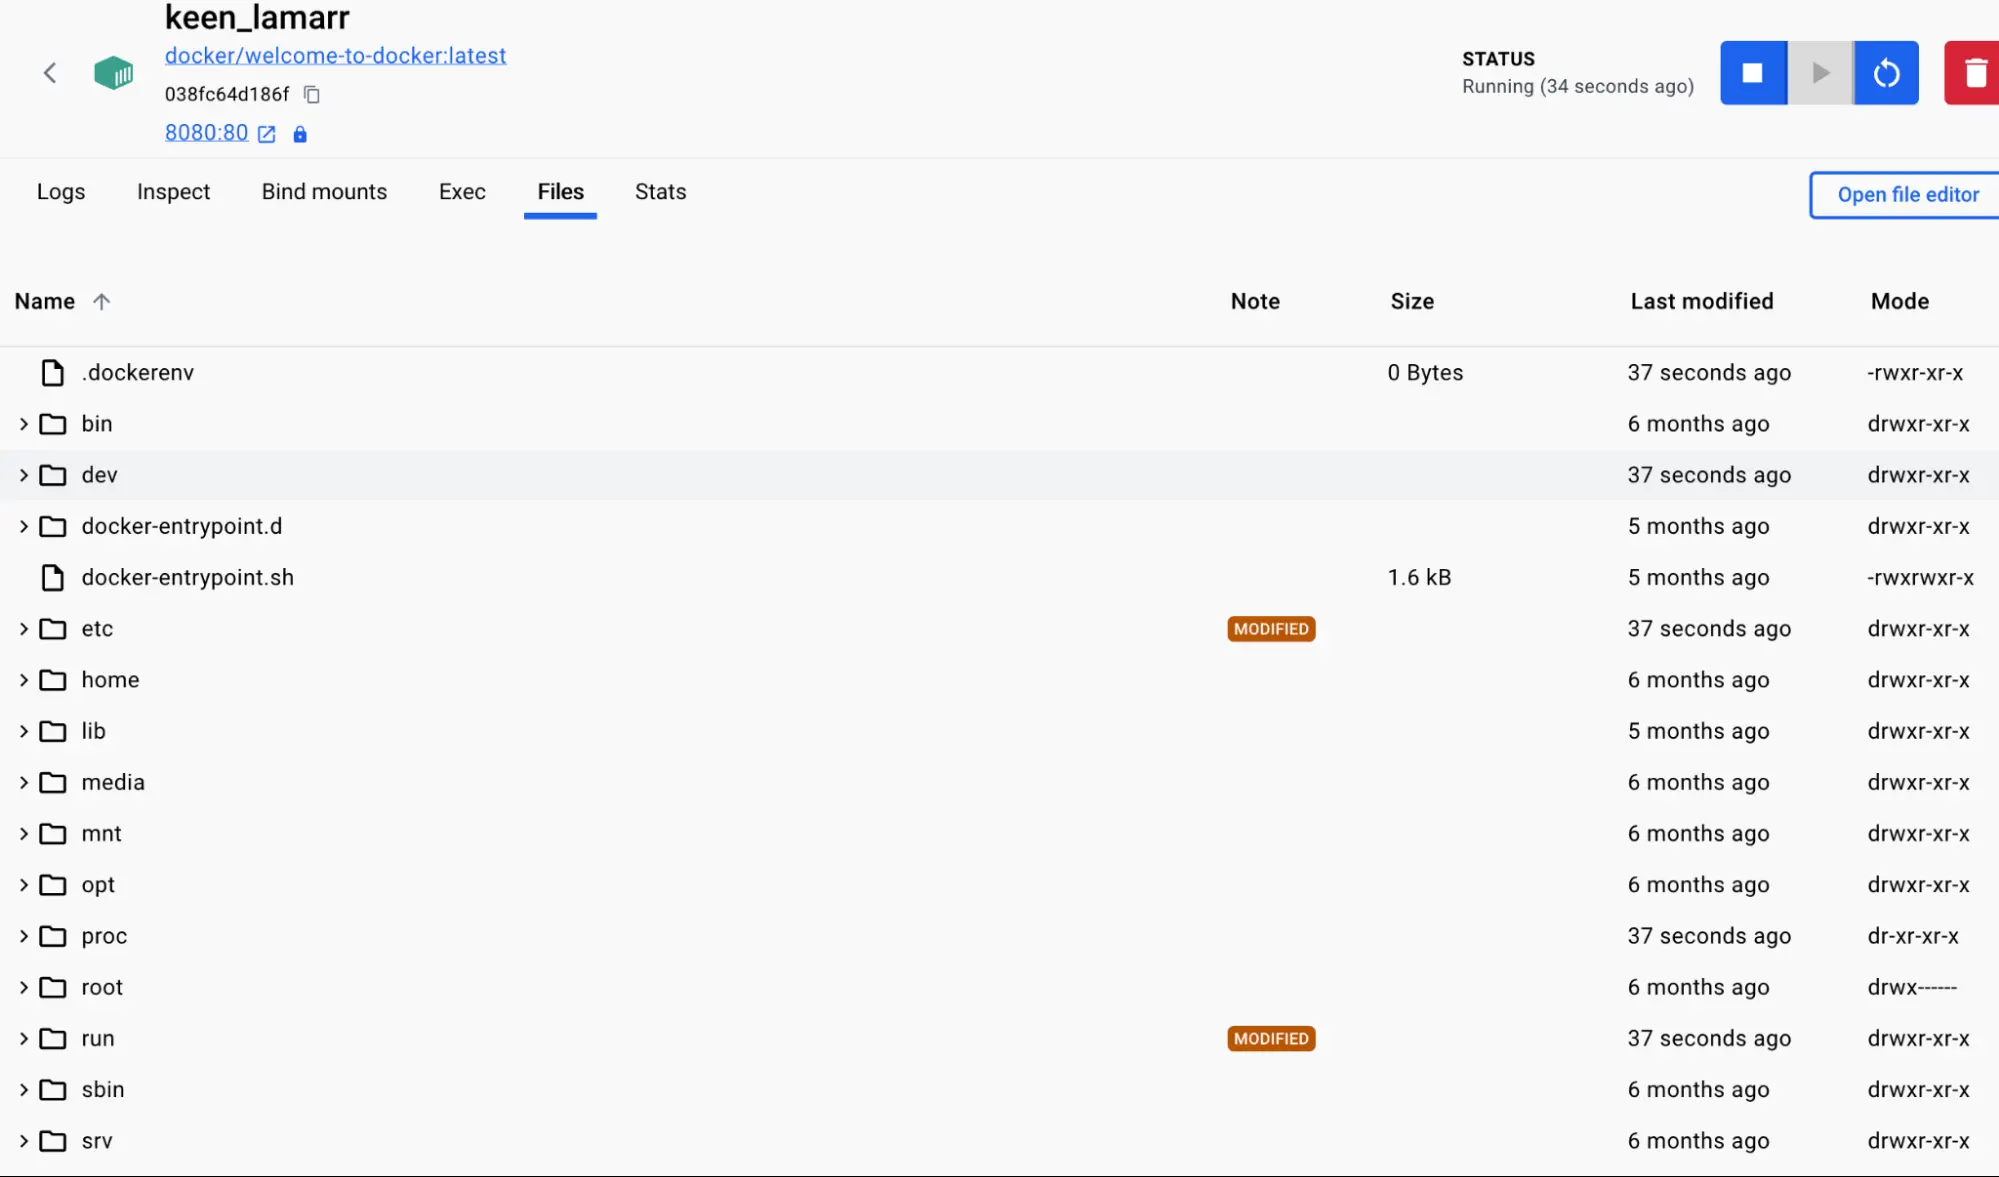 keen_lamarr
docker/welcome-to-docker:latest
038fc64d186f
8080:80
STATUS
Running (34 seconds ago)
Logs Inspect Bind mounts Exec Files Stats Open file editor
Name Note Size Last modified Mode
.dockerenv 0 Bytes 37 seconds ago -rwxr-xr-x
bin 6 months ago drwxr-xr-x
dev 37 seconds ago drwxr-xr-x
docker-entrypoint.d 5 months ago drwxr-xr-x
docker-entrypoint.sh 1.6 kB 5 months ago -rwxrwxr-x
etc MODIFIED 37 seconds ago drwxr-xr-x
home 6 months ago drwxr-xr-x
lib 5 months ago drwxr-xr-x
media 6 months ago drwxr-xr-x
mnt 6 months ago drwxr-xr-x
opt 6 months ago drwxr-xr-x
proc 37 seconds ago dr-xr-xr-x
root 6 months ago drwx------
run MODIFIED 37 seconds ago drwxr-xr-x
sbin 6 months ago drwxr-xr-x
srv 6 months ago drwxr-xr-x